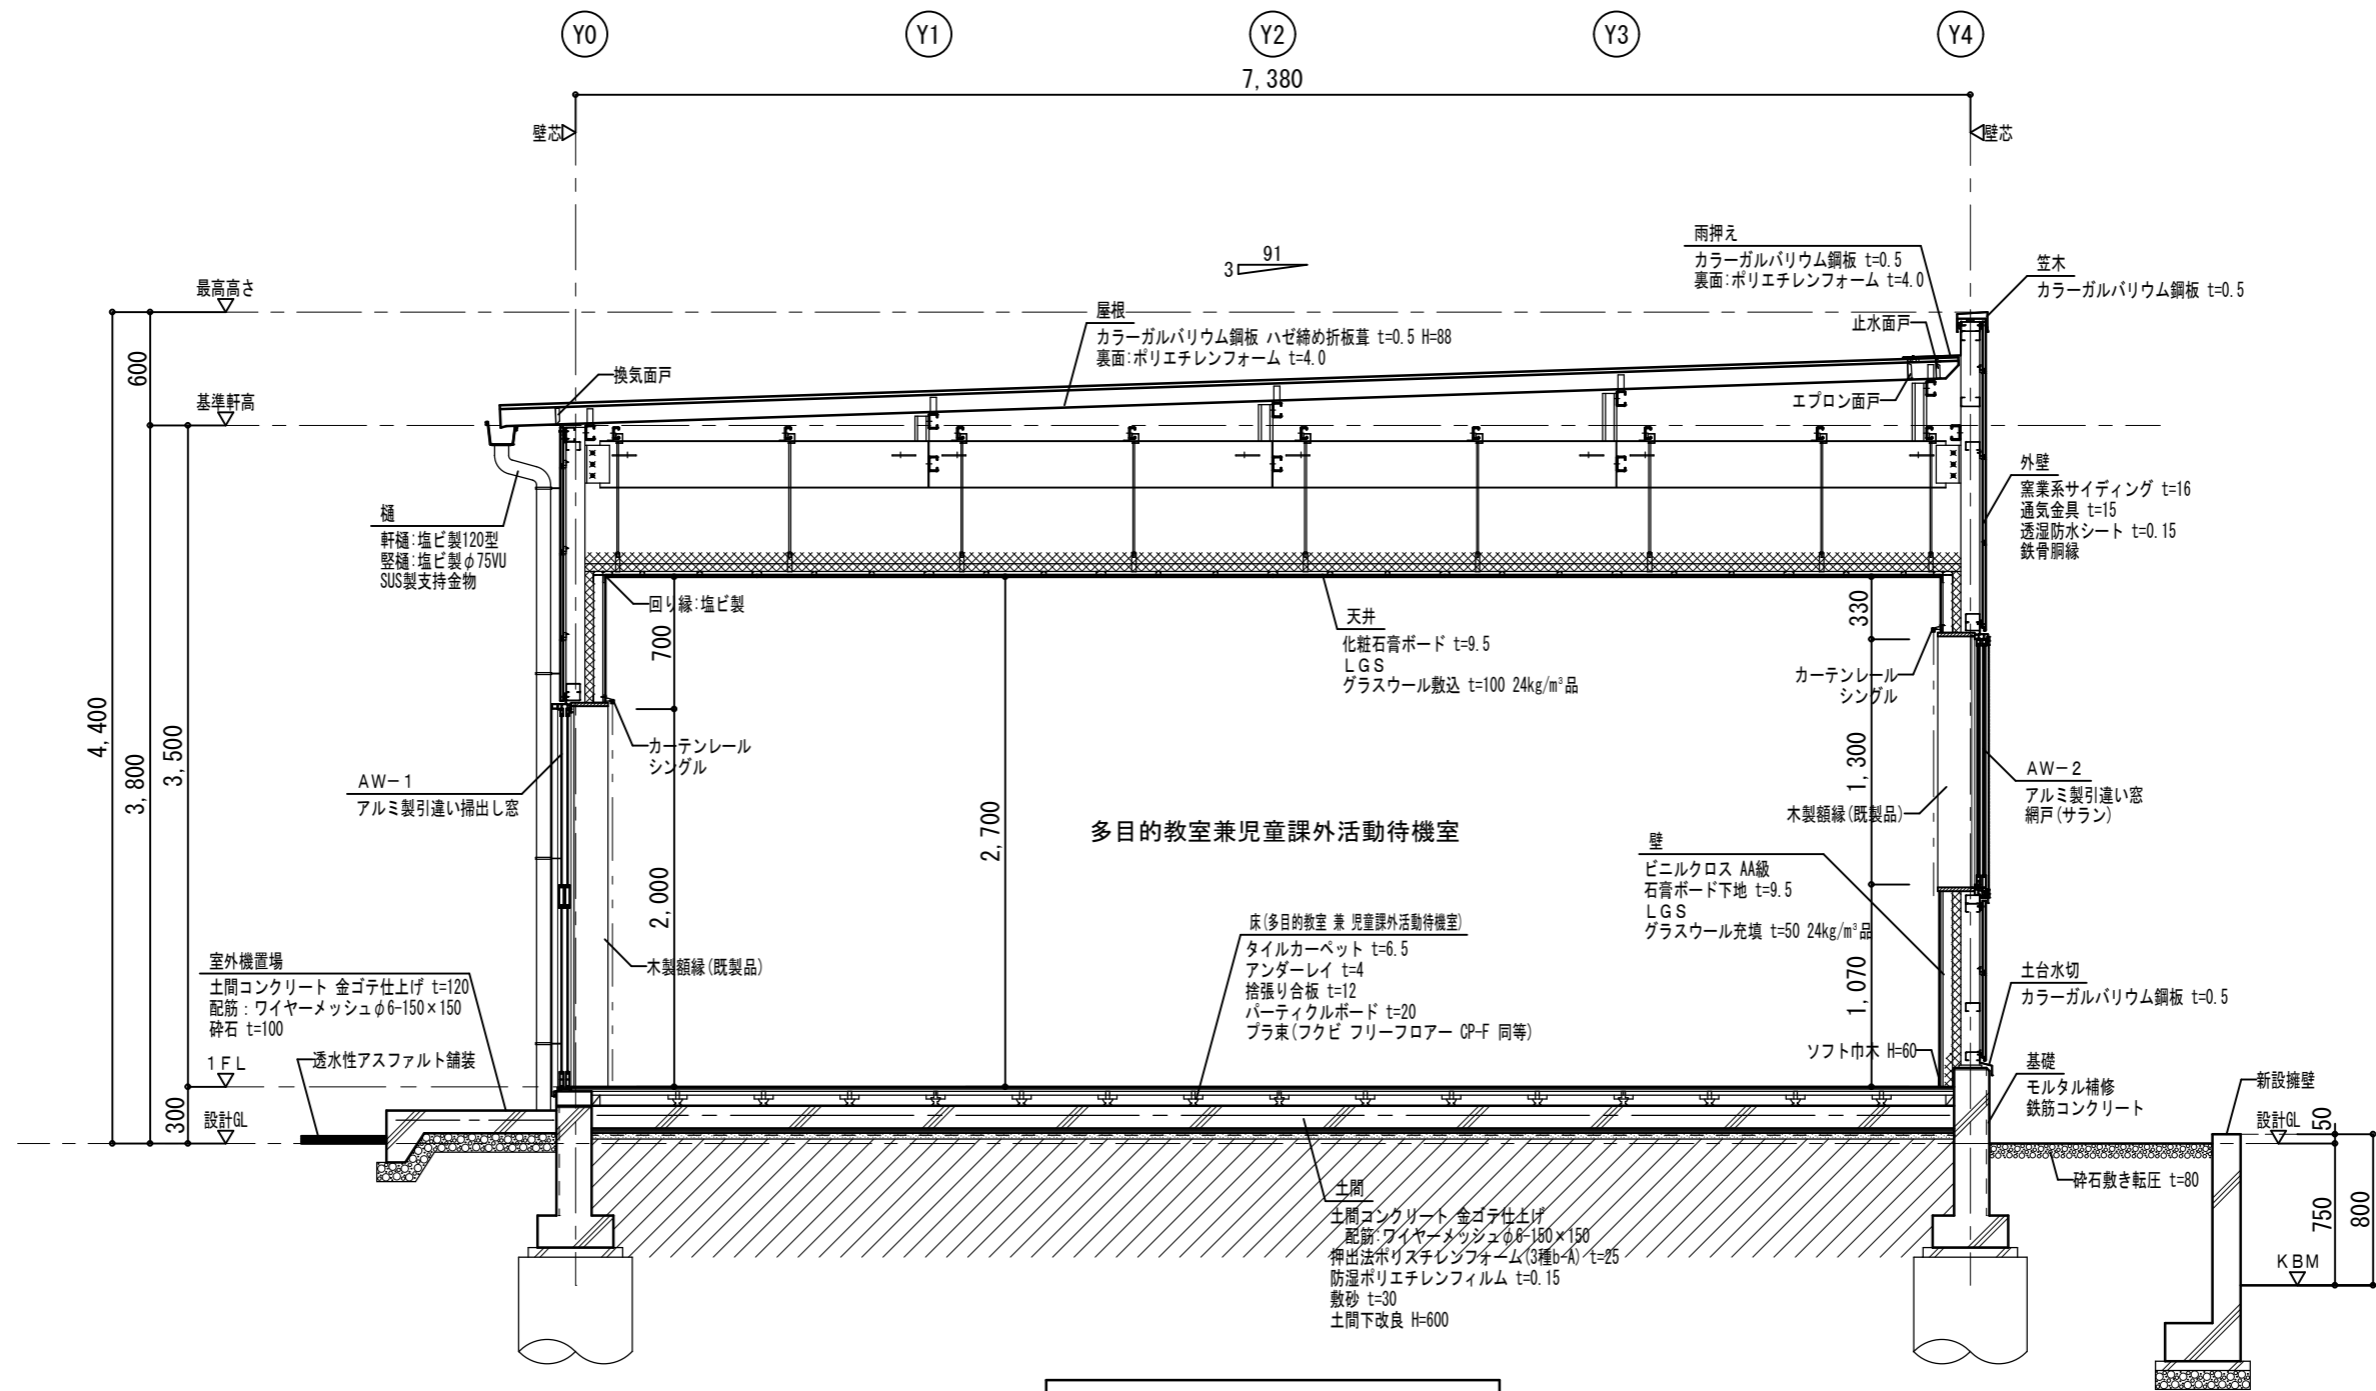 Y0 Y1 Y2 Y3 Y4
7,380
壁芯 壁芯
3 91
最高高さ
基準軒高
1FL
設計GL
4,400
600
3,800
3,500
300
雨押え
カラーガルバリウム鋼板 t=0.5
裏面:ポリエチレンフォーム t=4.0
笠木
カラーガルバリウム鋼板 t=0.5
屋根
カラーガルバリウム鋼板 ハゼ締め折板葺 t=0.5 H=88
裏面:ポリエチレンフォーム t=4.0
止水面戸
換気面戸
エプロン面戸
外壁
窯業系サイディング t=16
通気金具 t=15
透湿防水シート t=0.15
鉄骨胴縁
樋
軒樋:塩ビ製120型
竪樋:塩ビ製φ75VU
SUS製支持金物
回り縁:塩ビ製
700
330
天井
化粧石膏ボード t=9.5
LGS
グラスウール敷込 t=100 24kg/m³品
カーテンレール
シングル
カーテンレール
シングル
AW-1
アルミ製引違い掃出し窓
AW-2
アルミ製引違い窓
網戸(サラン)
1,300
2,700
2,000
1,070
木製額縁(既製品)
多目的教室兼児童課外活動待機室
壁
ビニルクロス AA級
石膏ボード下地 t=9.5
LGS
グラスウール充填 t=50 24kg/m³品
床(多目的教室 兼 児童課外活動待機室)
タイルカーペット t=6.5
アンダーレイ t=4
捨張り合板 t=12
パーティクルボード t=20
プラ束(フクビ フリーフロアー CP-F 同等)
木製額縁(既製品)
室外機置場
土間コンクリート 金ゴテ仕上げ t=120
配筋:ワイヤーメッシュφ6-150×150
砕石 t=100
透水性アスファルト舗装
土台水切
カラーガルバリウム鋼板 t=0.5
ソフト巾木 H=60
基礎
モルタル補修
鉄筋コンクリート
新設擁壁
設計GL
50
750
800
KBM
砕石敷き転圧 t=80
土間
土間コンクリート 金ゴテ仕上げ
配筋:ワイヤーメッシュφ6-150×150
押出法ポリスチレンフォーム(3種b-A) t=25
防湿ポリエチレンフィルム t=0.15
敷砂 t=30
土間下改良 H=600